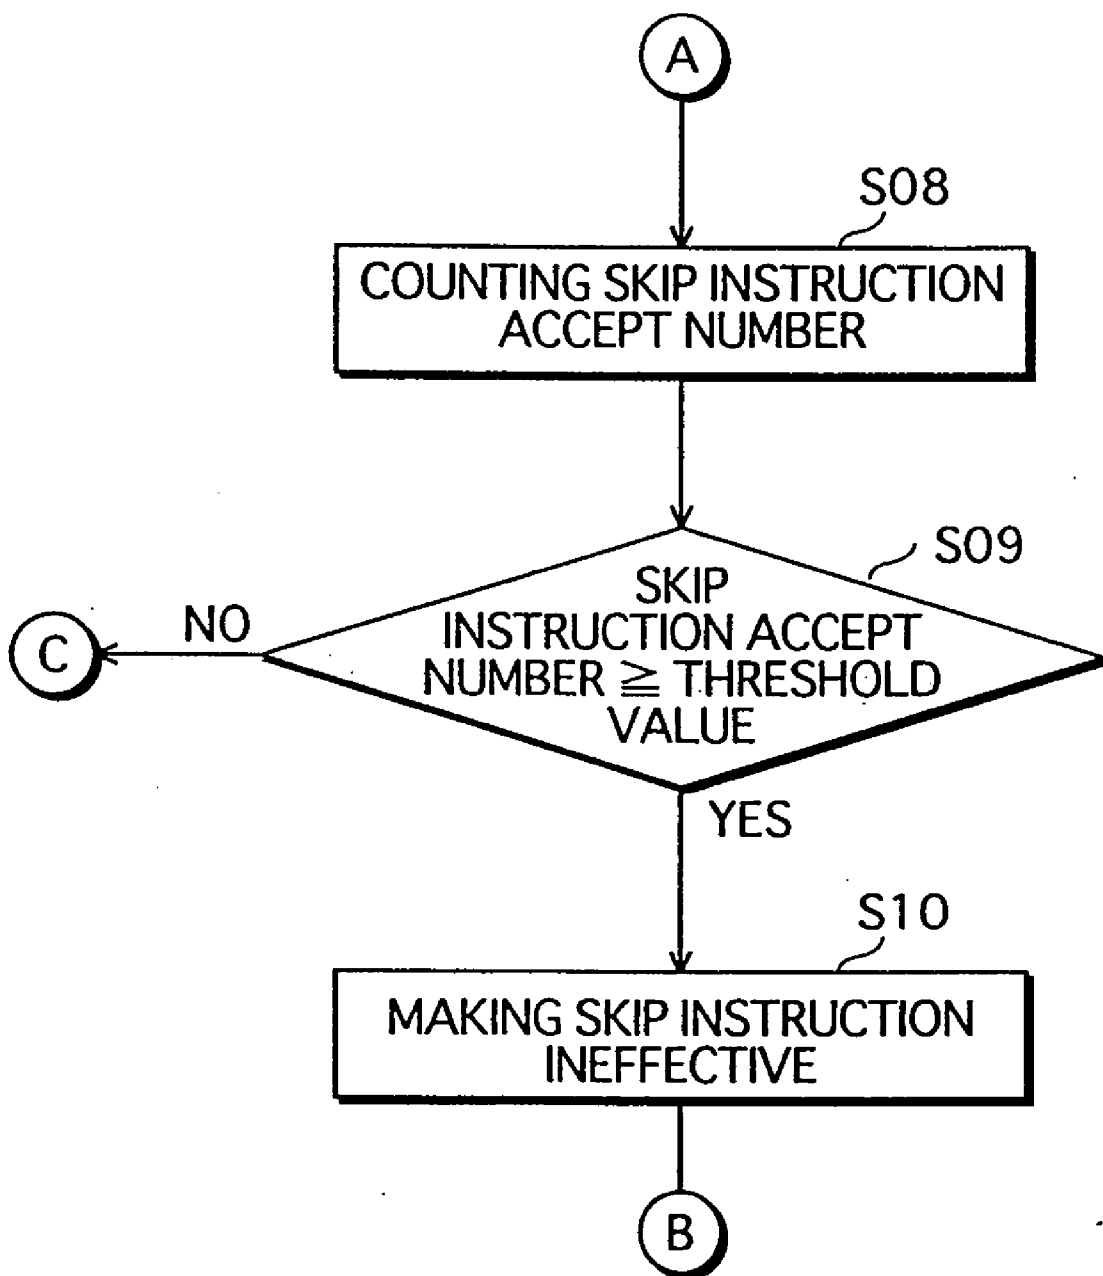 A
S08
COUNTING SKIP INSTRUCTION
ACCEPT NUMBER
S09
SKIP
INSTRUCTION ACCEPT
NUMBER ≧ THRESHOLD
VALUE
NO
C
YES
S10
MAKING SKIP INSTRUCTION
INEFFECTIVE
B